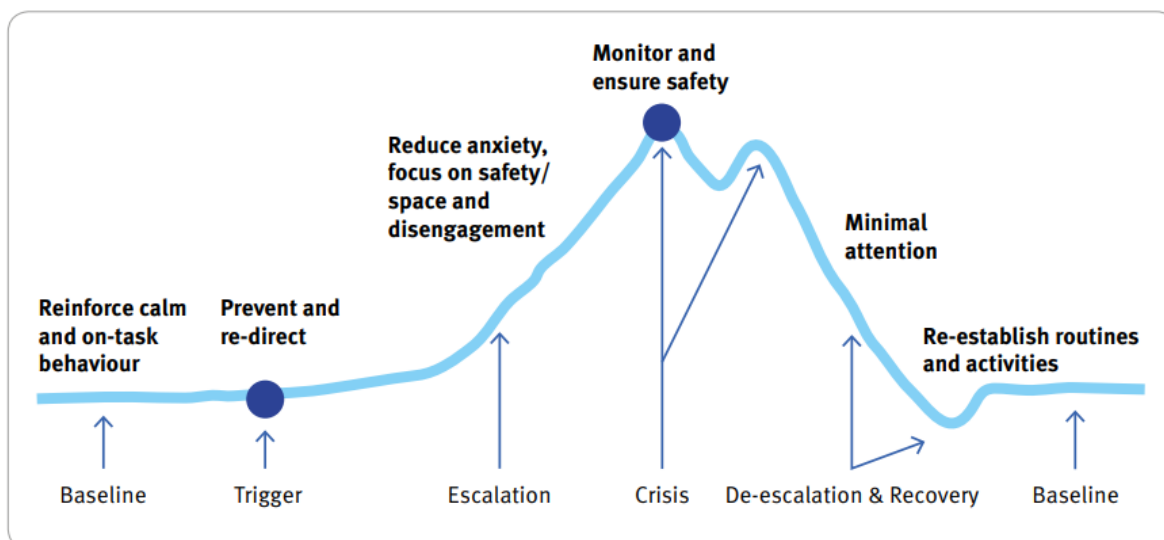 Monitor and
ensure safety
Reduce anxiety,
focus on safety/
space and
disengagement
Minimal
attention
Reinforce calm
and on-task
behaviour
Prevent and
re-direct
Re-establish routines
and activities
Baseline
Trigger
Escalation
Crisis
De-escalation & Recovery
Baseline